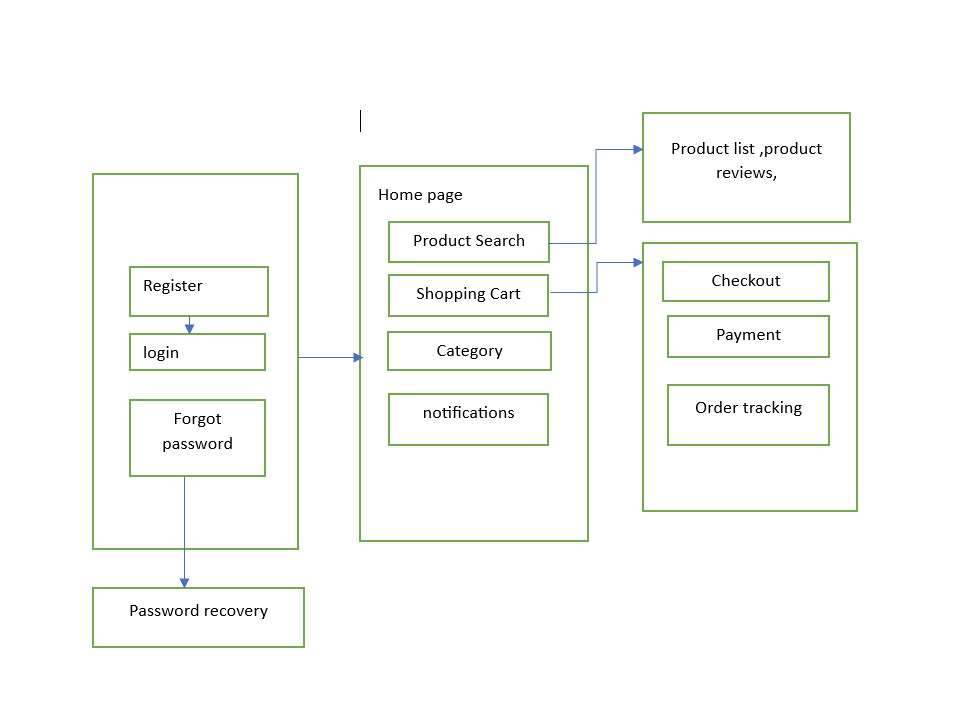 Register
login
Forgot
password
Password recovery
Home page
Product Search
Shopping Cart
Category
notifications
Product list ,product
reviews,
Checkout
Payment
Order tracking